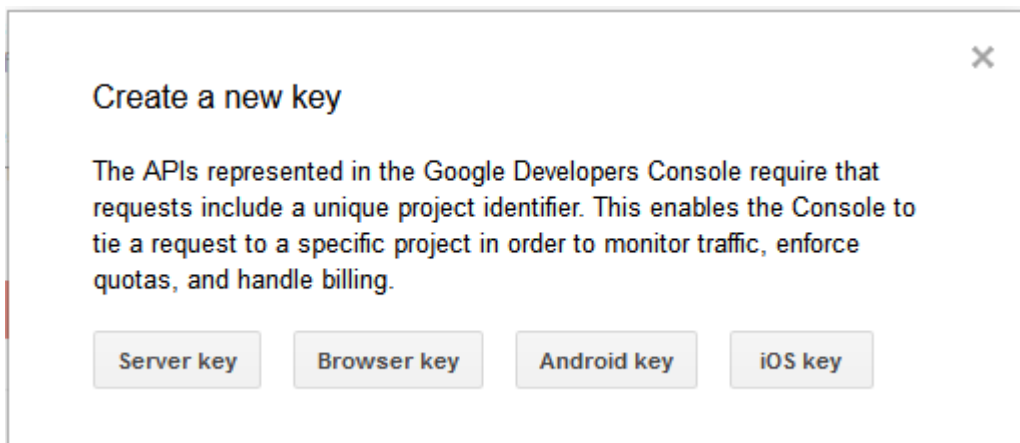 Create a new key
The APIs represented in the Google Developers Console require that
requests include a unique project identifier. This enables the Console to
tie a request to a specific project in order to monitor traffic, enforce
quotas, and handle billing.
Server key Browser key Android key iOS key